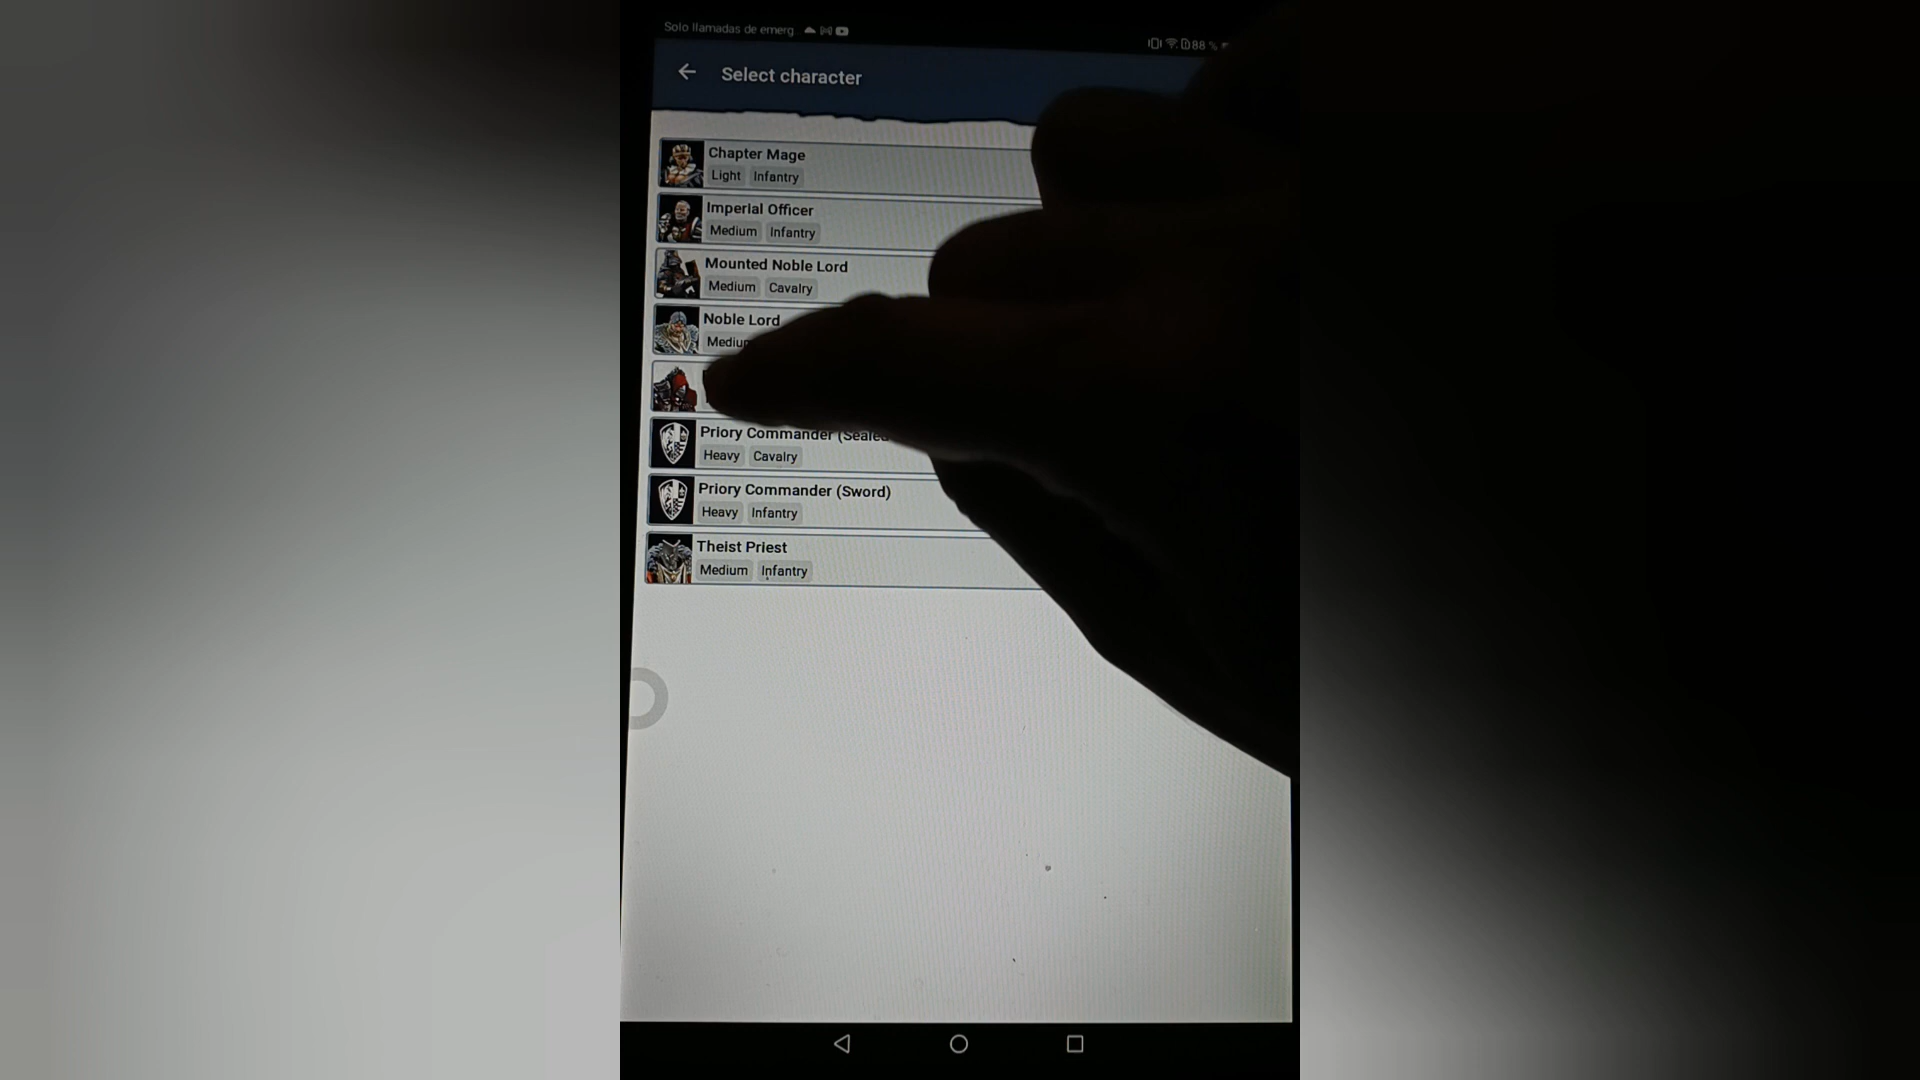 Solo llamadas de emerg
88 %
Select character
Chapter Mage
Light Infantry
Imperial Officer
Medium Infantry
Mounted Noble Lord
Medium Cavalry
Noble Lord
Priory Commander
Heavy Cavalry
Priory Commander (Sword)
Heavy Infantry
Theist Priest
Medium Infantry